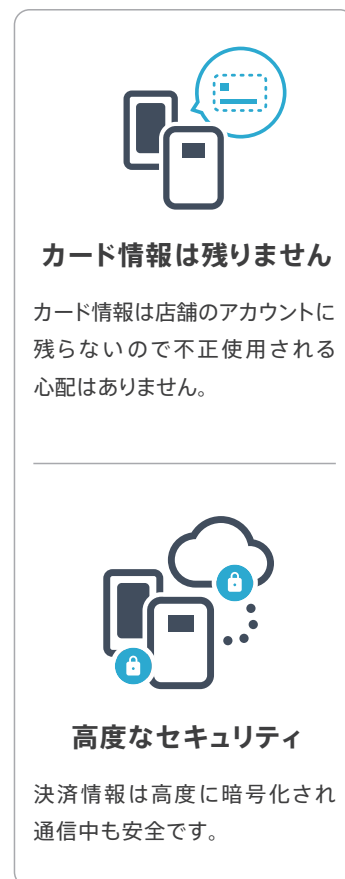 カード情報は残りません
カード情報は店舗のアカウントに
残らないので不正使用される
心配はありません。
高度なセキュリティ
決済情報は高度に暗号化され
通信中も安全です。